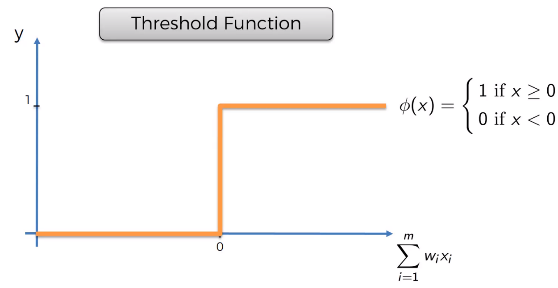 Threshold Function
y
1
ϕ(x) = { 1 if x ≥ 0
0 if x < 0
0
m
∑ wᵢxᵢ
i=1